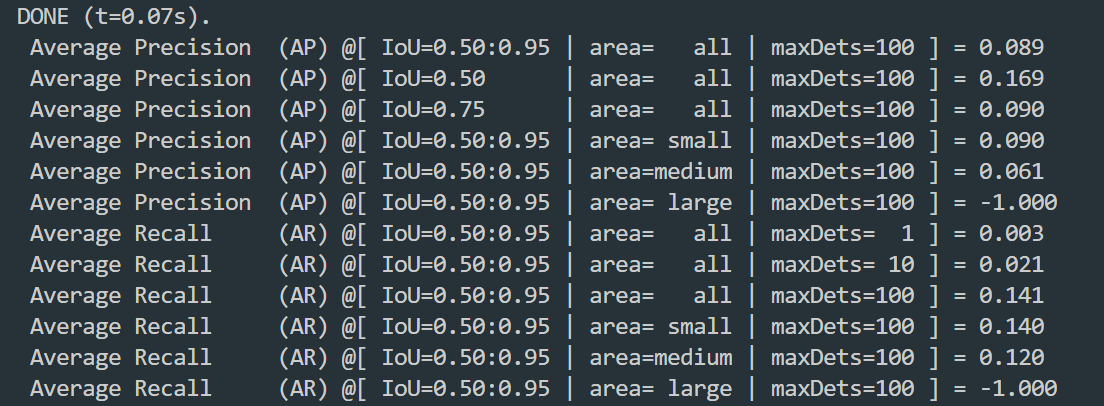 DONE (t=0.07s).
 Average Precision  (AP) @[ IoU=0.50:0.95 | area=   all | maxDets=100 ] = 0.089
 Average Precision  (AP) @[ IoU=0.50      | area=   all | maxDets=100 ] = 0.169
 Average Precision  (AP) @[ IoU=0.75      | area=   all | maxDets=100 ] = 0.090
 Average Precision  (AP) @[ IoU=0.50:0.95 | area= small | maxDets=100 ] = 0.090
 Average Precision  (AP) @[ IoU=0.50:0.95 | area=medium | maxDets=100 ] = 0.061
 Average Precision  (AP) @[ IoU=0.50:0.95 | area= large | maxDets=100 ] = -1.000
 Average Recall     (AR) @[ IoU=0.50:0.95 | area=   all | maxDets=  1 ] = 0.003
 Average Recall     (AR) @[ IoU=0.50:0.95 | area=   all | maxDets= 10 ] = 0.021
 Average Recall     (AR) @[ IoU=0.50:0.95 | area=   all | maxDets=100 ] = 0.141
 Average Recall     (AR) @[ IoU=0.50:0.95 | area= small | maxDets=100 ] = 0.140
 Average Recall     (AR) @[ IoU=0.50:0.95 | area=medium | maxDets=100 ] = 0.120
 Average Recall     (AR) @[ IoU=0.50:0.95 | area= large | maxDets=100 ] = -1.000